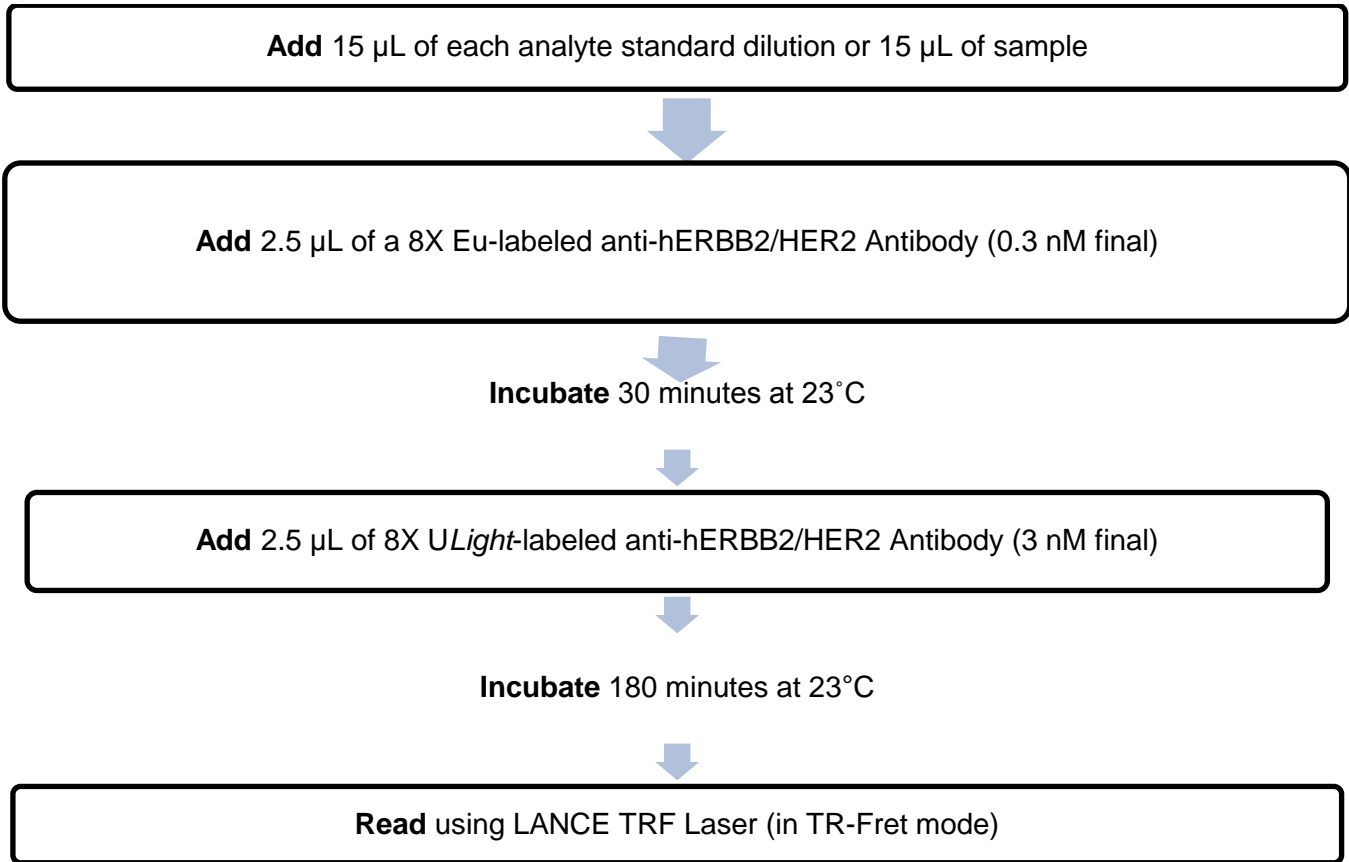 Add 15 µL of each analyte standard dilution or 15 µL of sample
Add 2.5 µL of a 8X Eu-labeled anti-hERBB2/HER2 Antibody (0.3 nM final)
Incubate 30 minutes at 23˚C
Add 2.5 µL of 8X ULight-labeled anti-hERBB2/HER2 Antibody (3 nM final)
Incubate 180 minutes at 23°C
Read using LANCE TRF Laser (in TR-Fret mode)